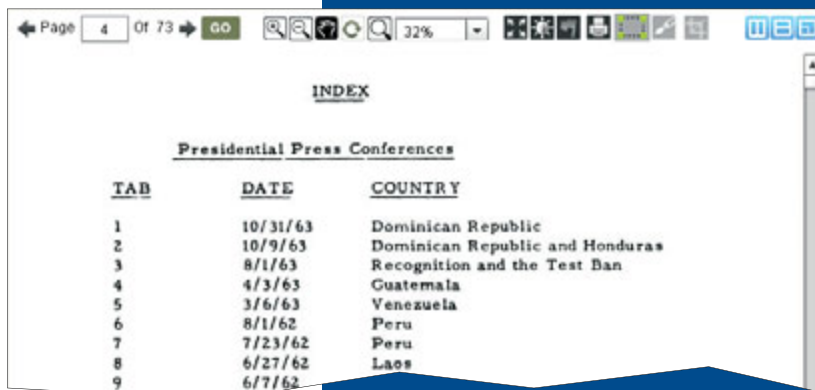 Page 4 Of 73 GO 32%
INDEX
Presidential Press Conferences
TAB DATE COUNTRY
1 10/31/63 Dominican Republic
2 10/9/63 Dominican Republic and Honduras
3 8/1/63 Recognition and the Test Ban
4 4/3/63 Guatemala
5 3/6/63 Venezuela
6 8/1/62 Peru
7 7/23/62 Peru
8 6/27/62 Laos
9 6/7/62